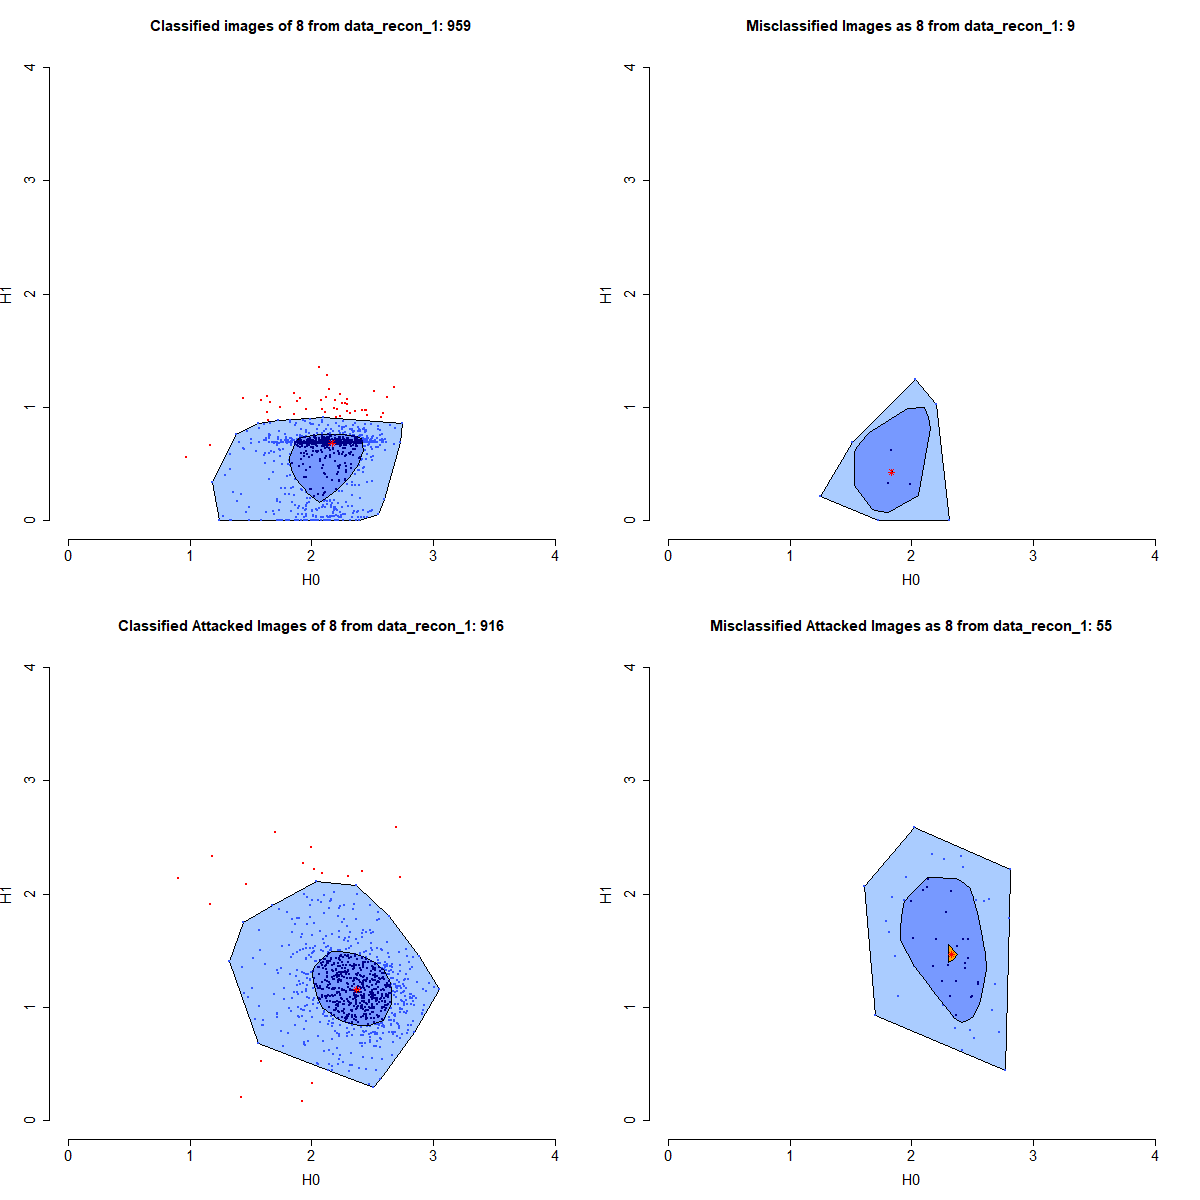 Classified images of 8 from data_recon_1: 959
4
3
2
1
0
H1
0 1 2 3 4
H0
Misclassified Images as 8 from data_recon_1: 9
4
3
2
1
0
H1
0 1 2 3 4
H0
Classified Attacked Images of 8 from data_recon_1: 916
4
3
2
1
0
H1
0 1 2 3 4
H0
Misclassified Attacked Images as 8 from data_recon_1: 55
4
3
2
1
0
H1
0 1 2 3 4
H0